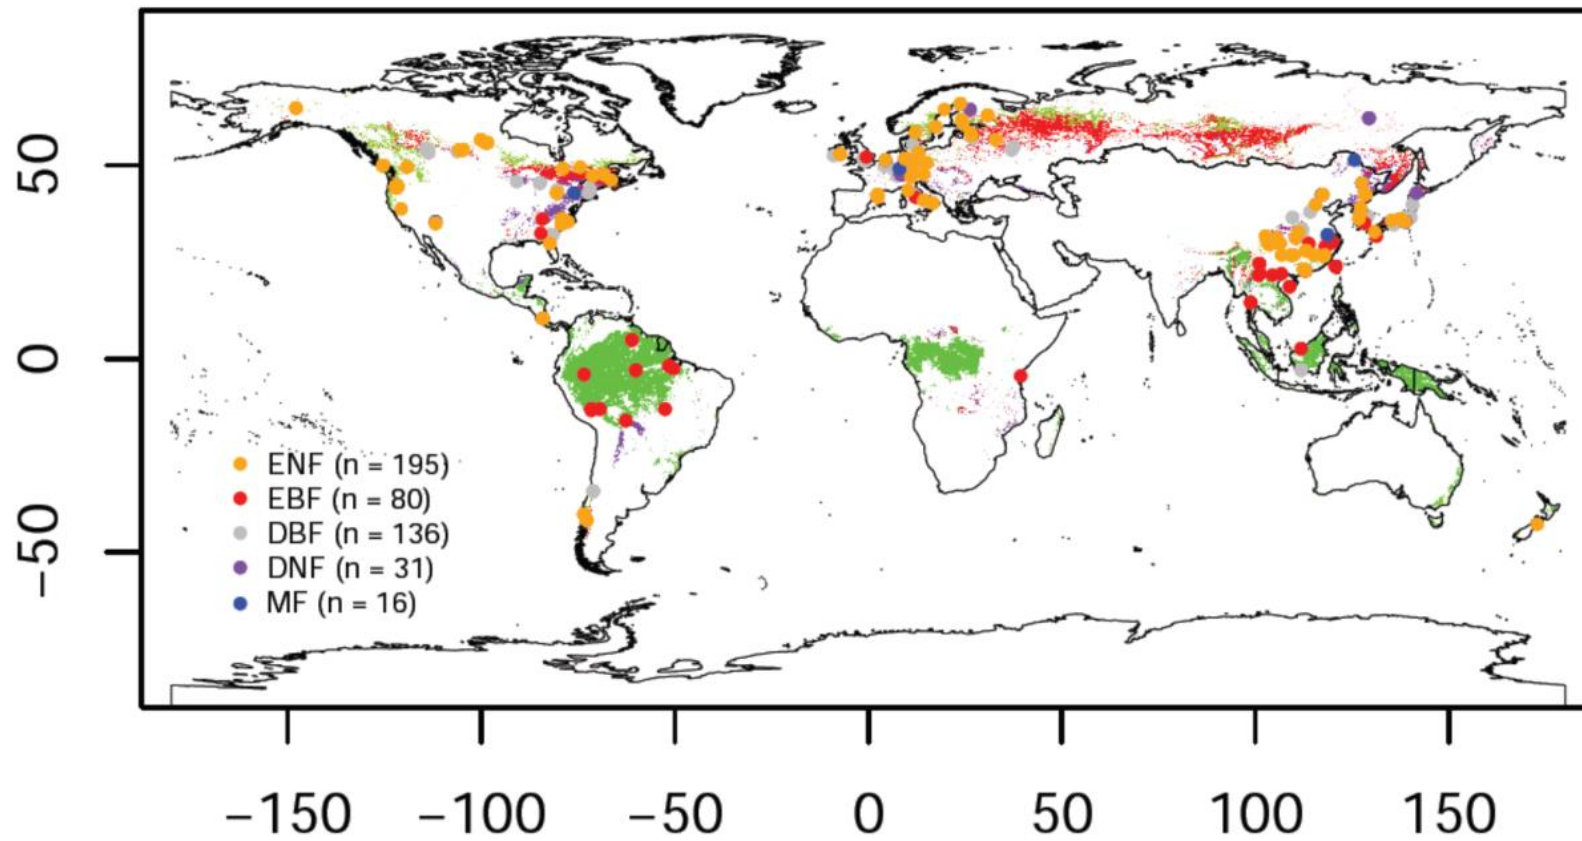 50
0
−50
ENF (n = 195)
EBF (n = 80)
DBF (n = 136)
DNF (n = 31)
MF (n = 16)
−150 −100 −50 0 50 100 150